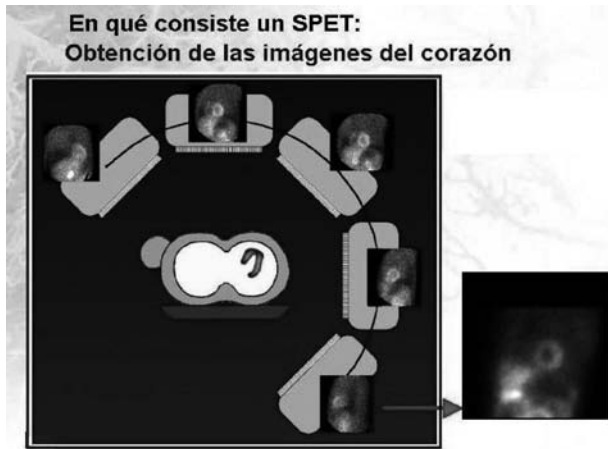 En qué consiste un SPET:
Obtención de las imágenes del corazón